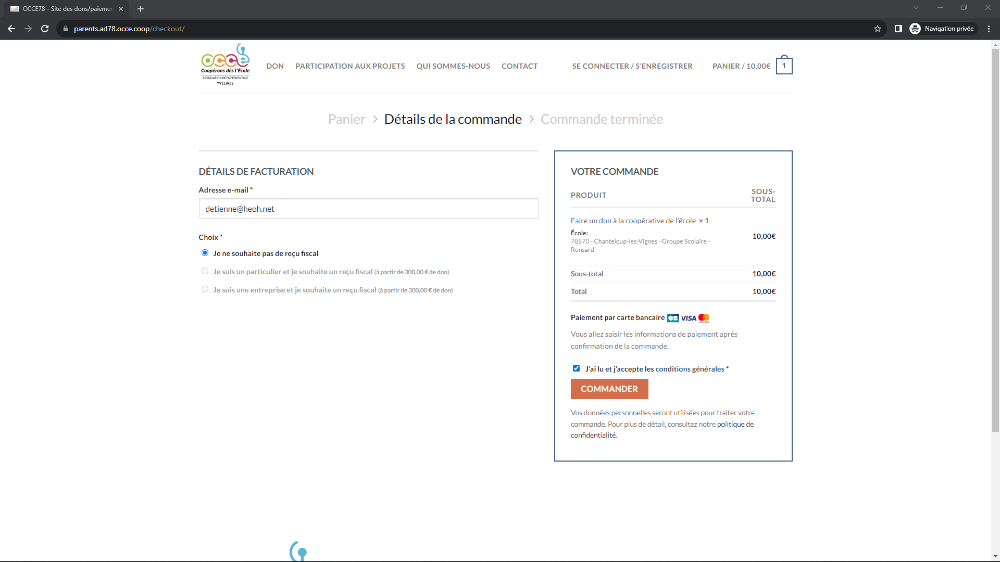 OCCE78 - Site des dons/paiemen
parents.ad78.occe.coop/checkout/
Navigation privée
occe
Coopérons dès l'École
ASSOCIATION DÉPARTEMENTALE
YVELINES
DON
PARTICIPATION AUX PROJETS
QUI SOMMES-NOUS
CONTACT
SE CONNECTER / S'ENREGISTRER
PANIER / 10,00€
1
Panier > Détails de la commande > Commande terminée
DÉTAILS DE FACTURATION
Adresse e-mail *
detienne@heoh.net
Choix *
Je ne souhaite pas de reçu fiscal
Je suis un particulier et je souhaite un reçu fiscal (à partir de 300,00 € de don)
Je suis une entreprise et je souhaite un reçu fiscal (à partir de 300,00 € de don)
VOTRE COMMANDE
PRODUIT
SOUS-
TOTAL
Faire un don à la coopérative de l'école × 1
École:
78570 - Chanteloup-les-Vignes - Groupe Scolaire -
Ronsard
10,00€
Sous-total 10,00€
Total 10,00€
Paiement par carte bancaire CB VISA mastercard
Vous allez saisir les informations de paiement après
confirmation de la commande.
J'ai lu et j'accepte les conditions générales *
COMMANDER
Vos données personnelles seront utilisées pour traiter votre
commande. Pour plus de détail, consultez notre politique de
confidentialité.